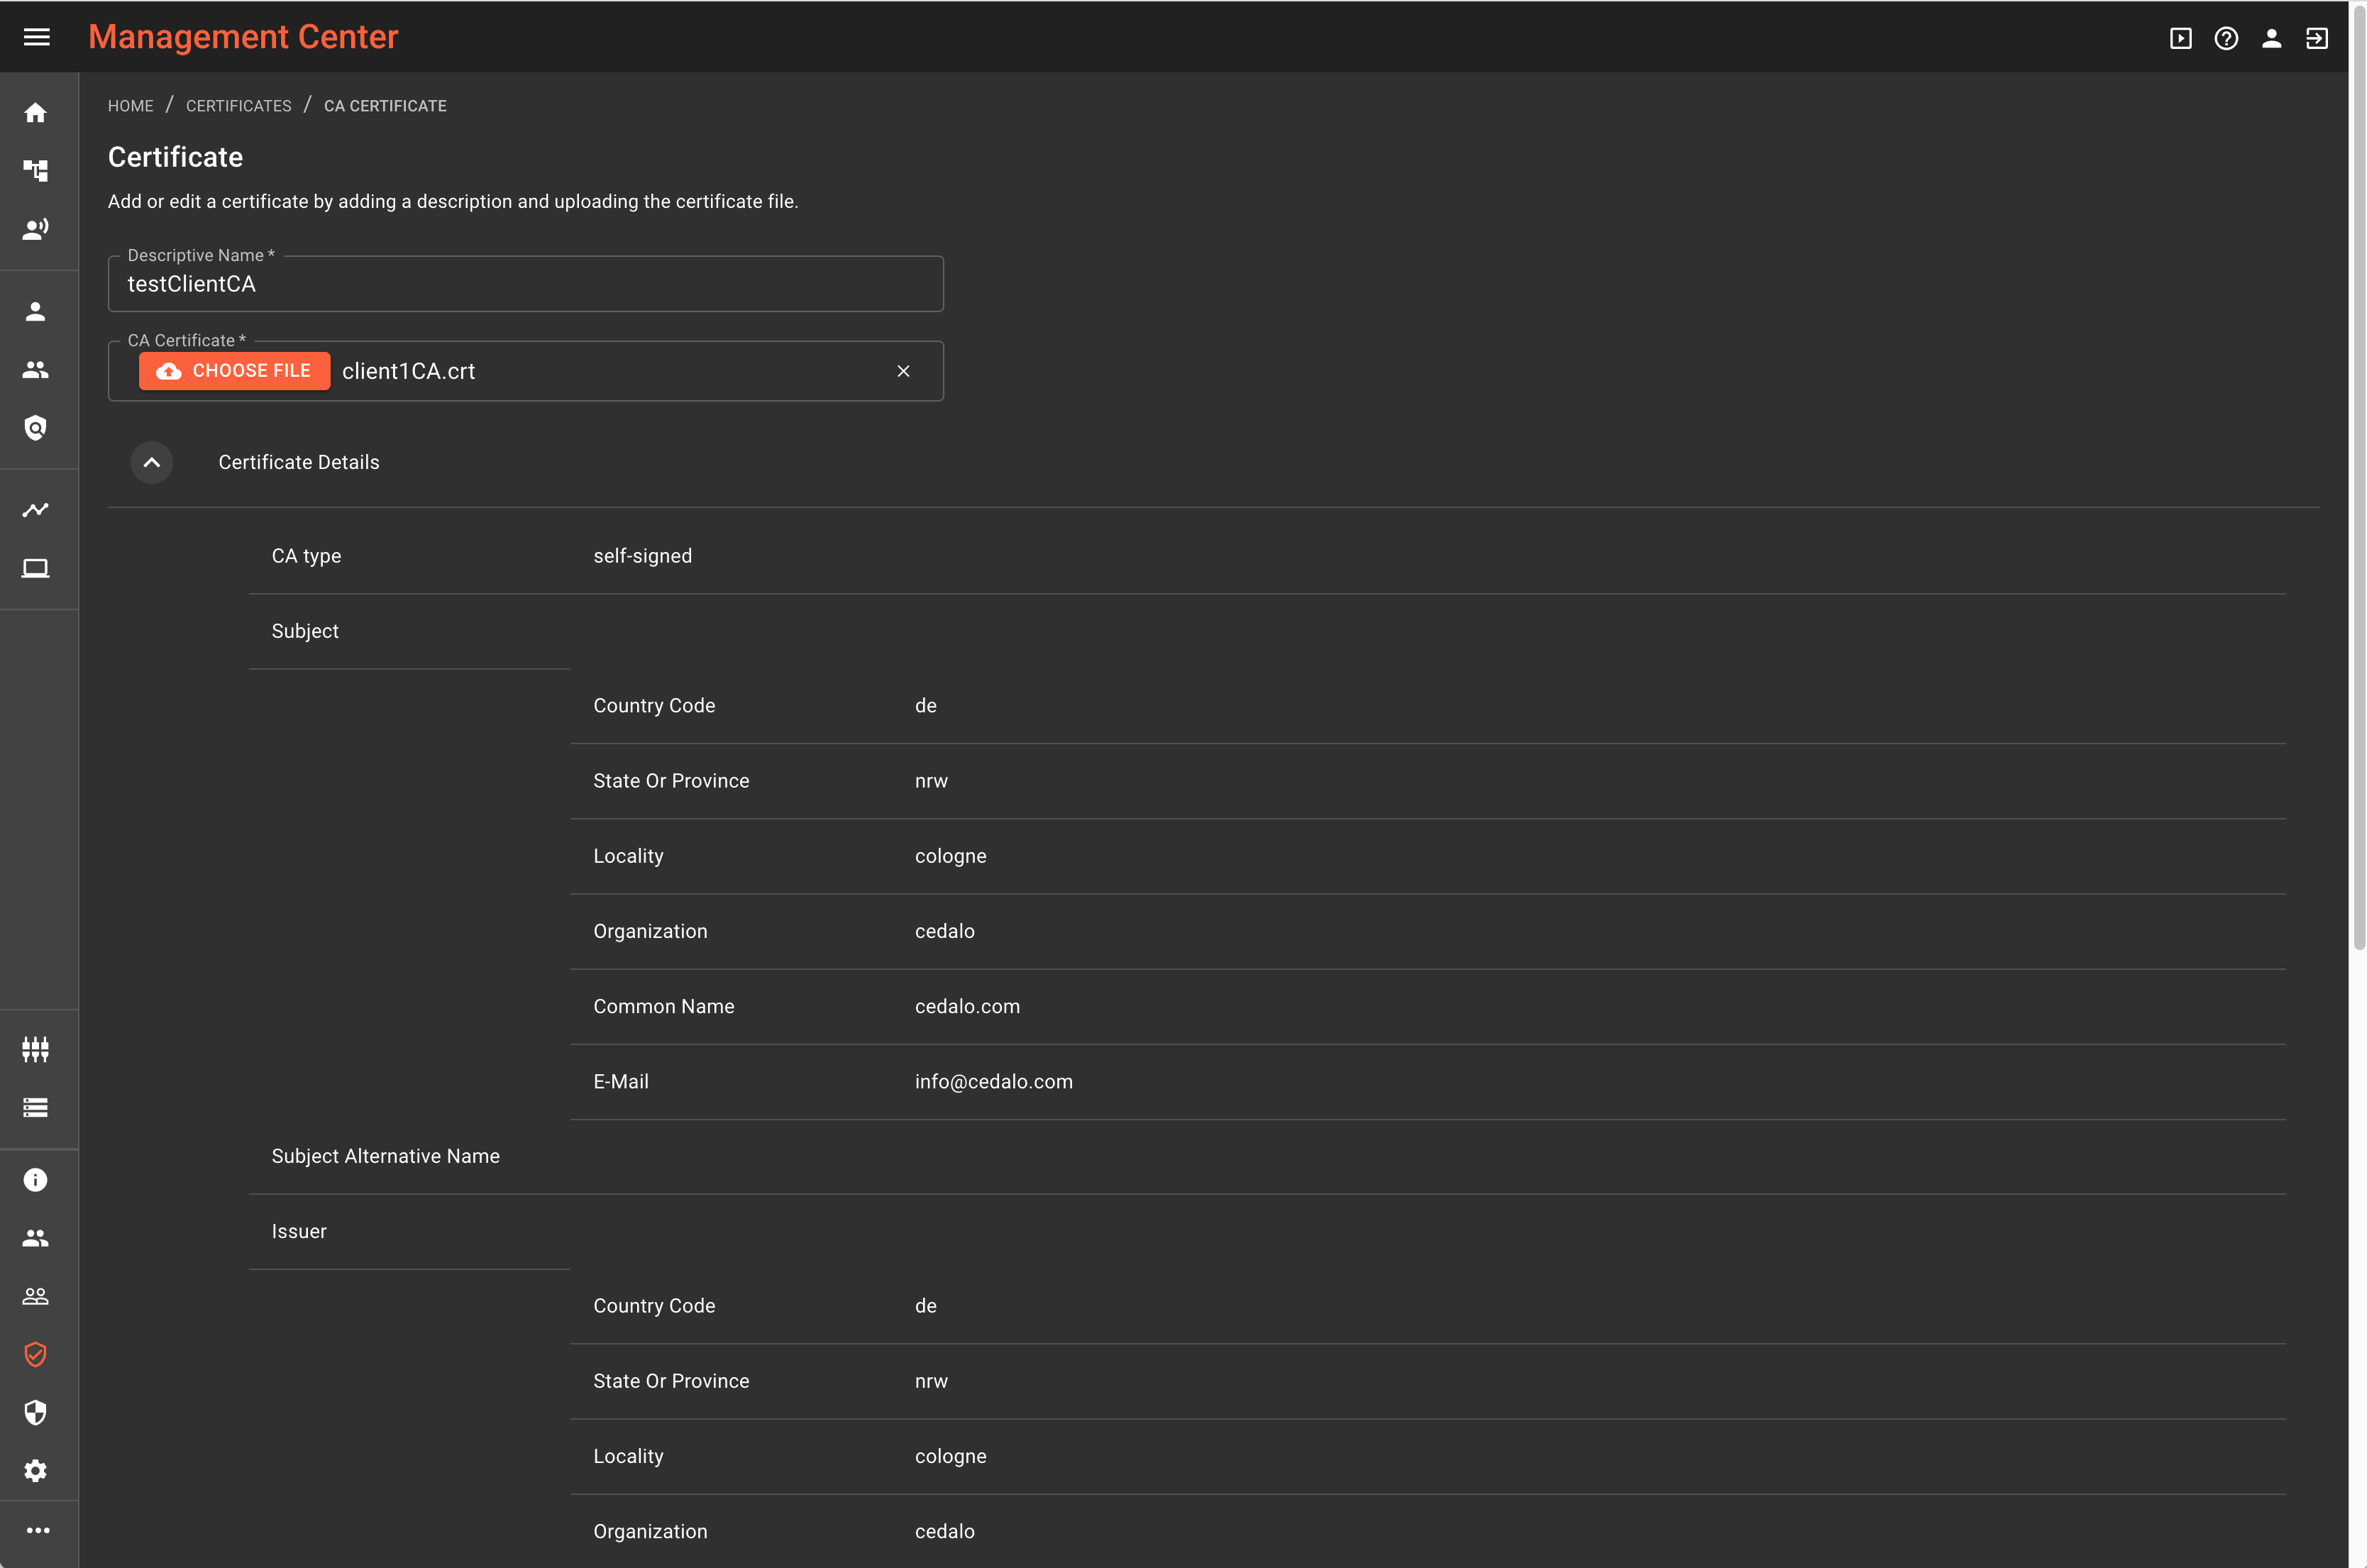 Management Center
HOME / CERTIFICATES / CA CERTIFICATE
Certificate
Add or edit a certificate by adding a description and uploading the certificate file.
Descriptive Name *
testClientCA
CA Certificate *
CHOOSE FILE client1CA.crt
Certificate Details
CA type self-signed
Subject
Country Code de
State Or Province nrw
Locality cologne
Organization cedalo
Common Name cedalo.com
E-Mail info@cedalo.com
Subject Alternative Name
Issuer
Country Code de
State Or Province nrw
Locality cologne
Organization cedalo